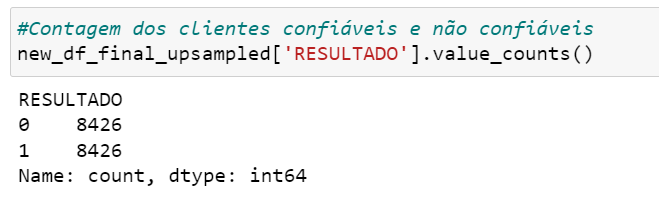 #Contagem dos clientes confiáveis e não confiáveis
new_df_final_upsampled['RESULTADO'].value_counts()
RESULTADO
0    8426
1    8426
Name: count, dtype: int64